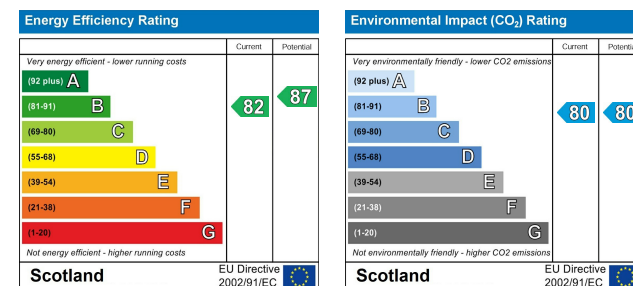 Energy Efficiency Rating
Current Potential
Very energy efficient - lower running costs
(92 plus) A
(81-91) B
(69-80) C
(55-68) D
(39-54) E
(21-38) F
(1-20) G
82 87
Not energy efficient - higher running costs
Scotland
EU Directive
2002/91/EC
Environmental Impact (CO₂) Rating
Current Potential
Very environmentally friendly - lower CO2 emissions
(92 plus) A
(81-91) B
(69-80) C
(55-68) D
(39-54) E
(21-38) F
(1-20) G
80 80
Not environmentally friendly - higher CO2 emissions
Scotland
EU Directive
2002/91/EC